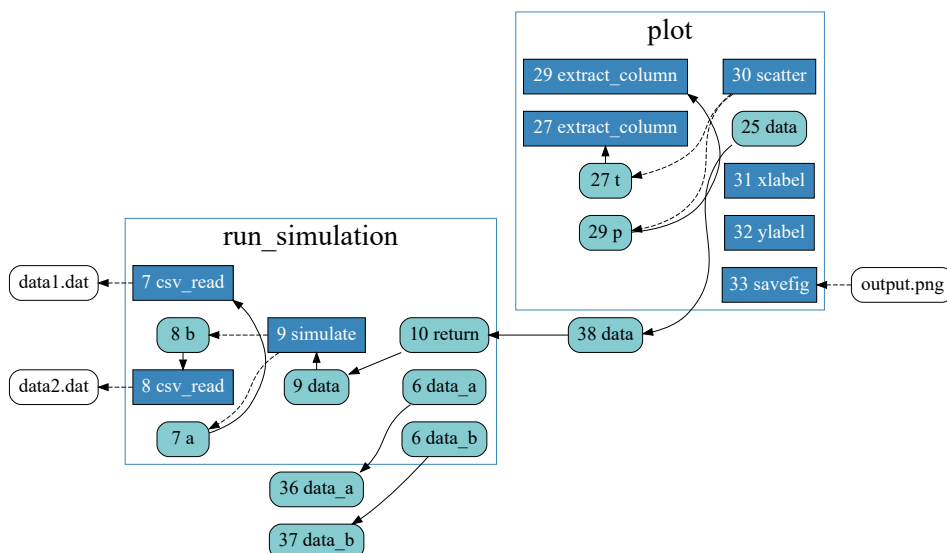 plot
29 extract_column
30 scatter
27 extract_column
25 data
27 t
31 xlabel
29 p
32 ylabel
33 savefig
output.png
run_simulation
data1.dat
7 csv_read
8 b
9 simulate
10 return
38 data
data2.dat
8 csv_read
9 data
6 data_a
7 a
6 data_b
36 data_a
37 data_b